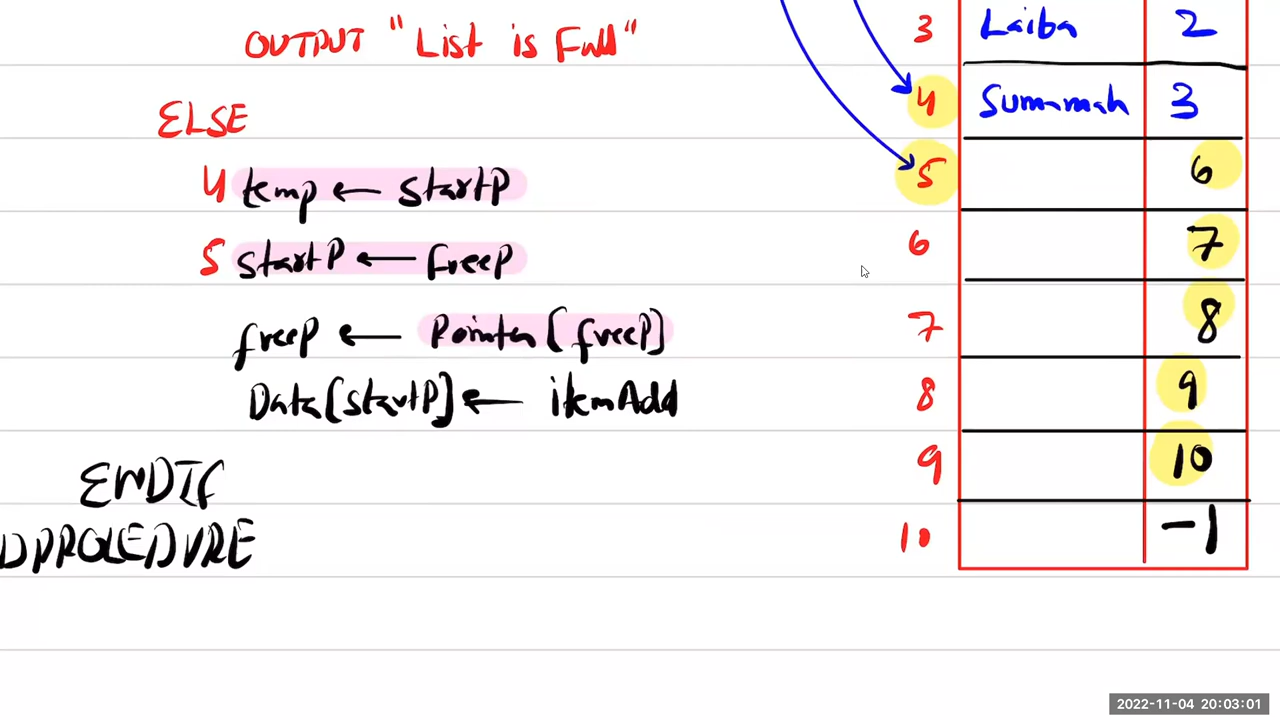 OUTPUT "List is Full"
ELSE
4 temp ← startP
5 startP ← freeP
freeP ← Pointer[freeP]
Data[startP] ← itemAdd
ENDIF
DPROCEDURE
3 Laiba 2
4 Summah 3
5 6
6 7
7 8
8 9
9 10
10 -1
2022-11-04 20:03:01